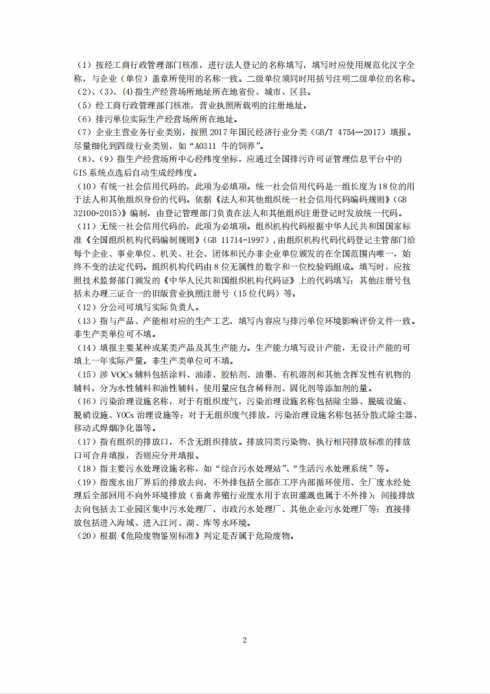 （1）按经工商行政管理部门核准，进行法人登记的名称填写，填写时应使用规范化汉字全
称，与企业（单位）盖章所使用的名称一致。二级单位须同时用括号注明二级单位的名称。
（2）、（3）、（4)指生产经营场所地址所在地省份、城市、区县。
（5）经工商行政管理部门核准，营业执照所载明的注册地址。
（6）排污单位实际生产经营场所所在地址。
（7）企业主营业务行业类别，按照 2017 年国民经济行业分类（GB/T 4754—2017）填报。
尽量细化到四级行业类别，如“A0311 牛的饲养”。
（8）、（9）指生产经营场所中心经纬度坐标，应通过全国排污许可证管理信息平台中的
GIS 系统点选后自动生成经纬度。
（10）有统一社会信用代码的，此项为必填项。统一社会信用代码是一组长度为 18 位的用
于法人和其他组织身份的代码。依据《法人和其他组织统一社会信用代码编码规则》（GB
32100-2015）编制，由登记管理部门负责在法人和其他组织注册登记时发放统一代码。
（11）无统一社会信用代码的，此项为必填项。组织机构代码根据中华人民共和国国家标
准《全国组织机构代码编制规则》（GB 11714-1997）,由组织机构代码代码登记主管部门给
每个企业、事业单位、机关、社会、团体和民办非企业单位颁发的在全国范围内唯一，始
终不变的法定代码。组织机构代码由 8 位无属性的数字和一位校验码组成。填写时，应按
照技术监督部门颁发的《中华人民共和国组织机构代码证》上的代码填写；其他注册号包
括未办理三证合一的旧版营业执照注册号（15 位代码）等。
（12）分公司可填写实际负责人。
（13）指与产品、产能相对应的生产工艺，填写内容应与排污单位环境影响评价文件一致。
非生产类单位可不填。
（14）填报主要某种或某类产品及其生产能力。生产能力填写设计产能，无设计产能的可
填上一年实际产量。非生产类单位可不填。
（15）涉 VOCs 辅料包括涂料、油漆、胶粘剂、油墨、有机溶剂和其他含挥发性有机物的
辅料，分为水性辅料和油性辅料，使用量应包含稀释剂、固化剂等添加剂的量。
（16）污染治理设施名称，对于有组织废气，污染治理设施名称包括除尘器、脱硫设施、
脱硝设施、VOCs 治理设施等；对于无组织废气排放，污染治理设施名称包括分散式除尘器、
移动式焊烟净化器等。
（17）指有组织的排放口，不含无组织排放。排放同类污染物、执行相同排放标准的排放
口可合并填报，否则应分开填报。
（18）指主要污水处理设施名称，如“综合污水处理站”、“生活污水处理系统”等。
（19）指废水出厂界后的排放去向，不外排包括全部在工序内部循环使用、全厂废水经处
理后全部回用不向外环境排放（畜禽养殖行业废水用于农田灌溉也属于不外排）；间接排放
去向包括去工业园区集中污水处理厂、市政污水处理厂、其他企业污水处理厂等；直接排
放包括进入海域、进入江河、湖、库等水环境。
（20）根据《危险废物鉴别标准》判定是否属于危险废物。
2